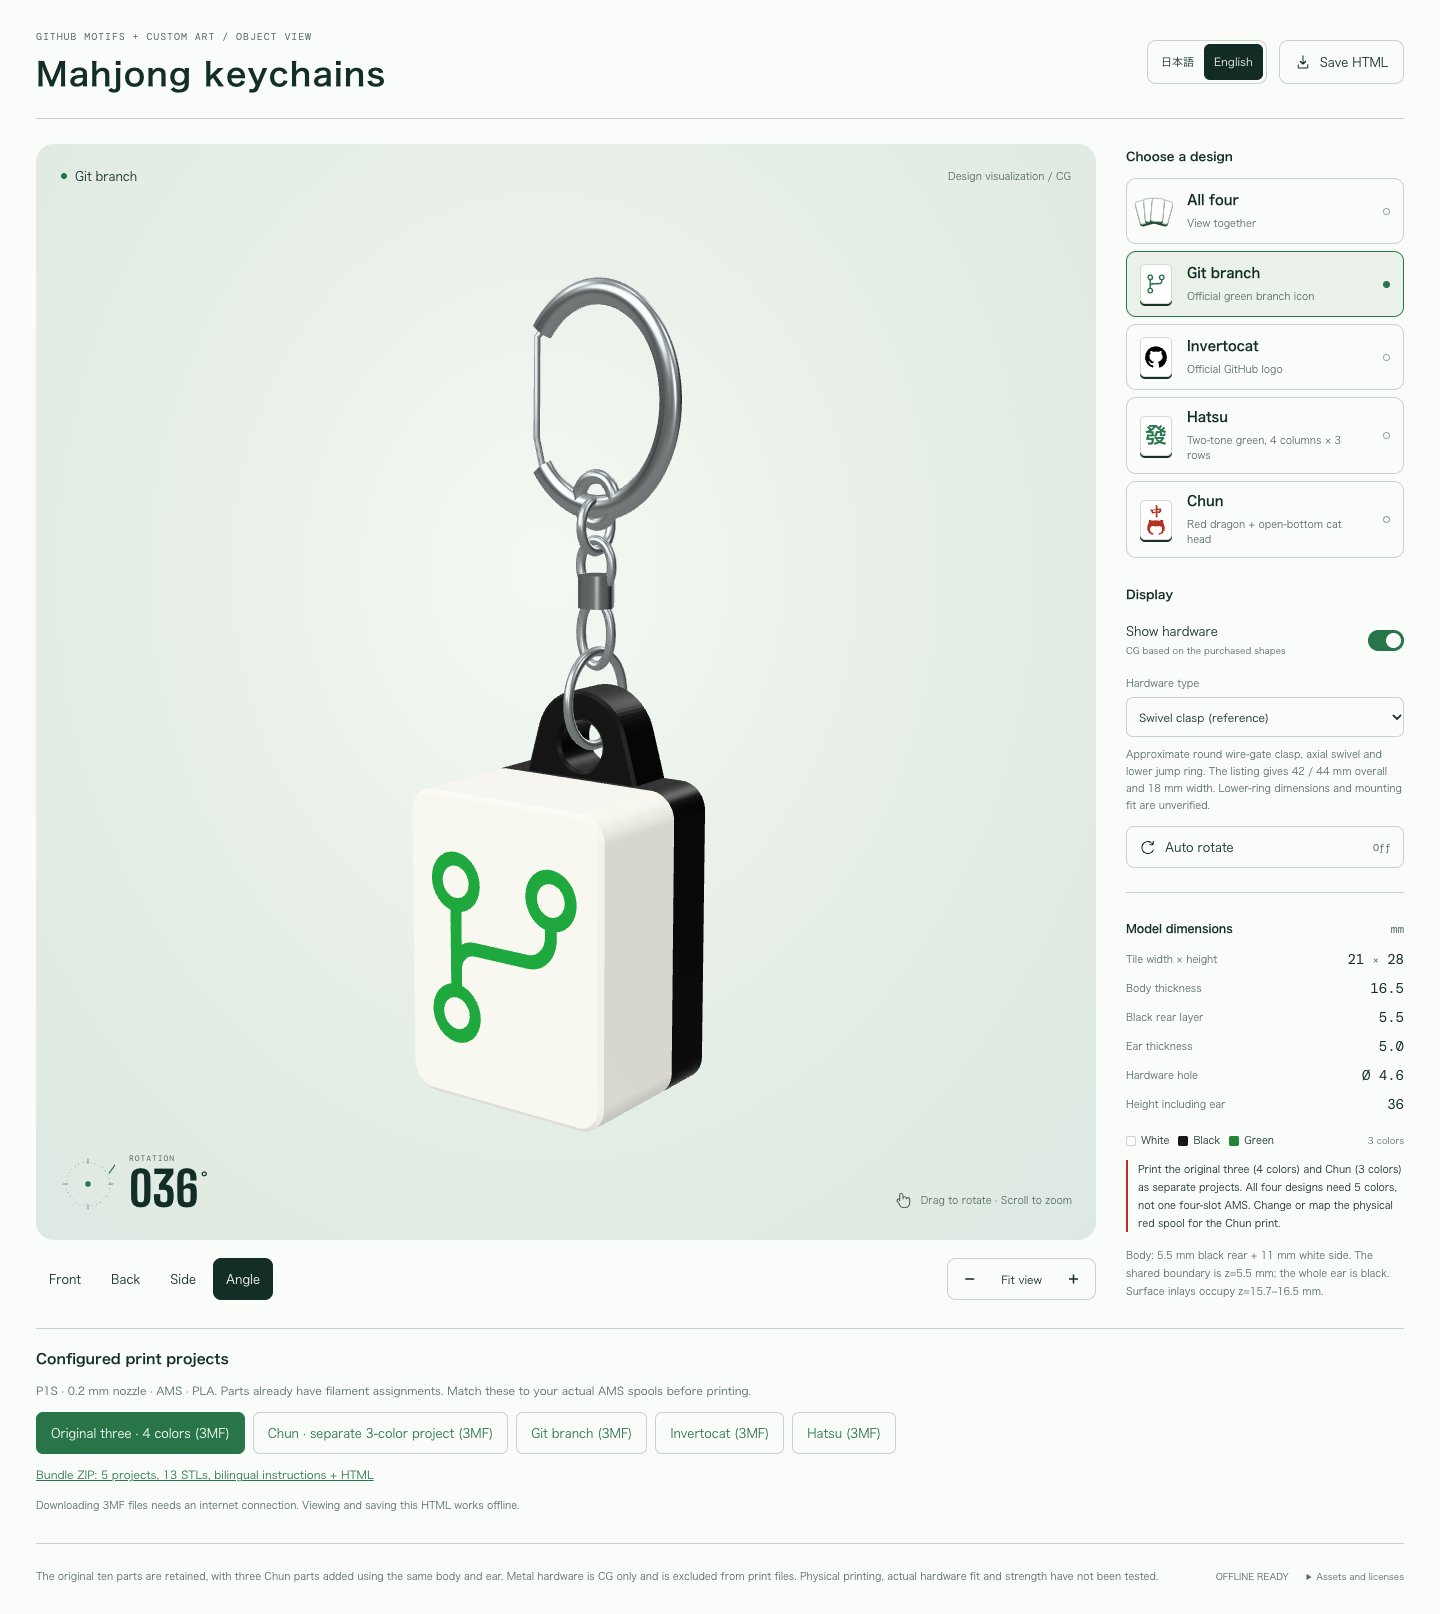 GITHUB MOTIFS + CUSTOM ART / OBJECT VIEW
Mahjong keychains
日本語
English
Save HTML
Git branch
Design visualization / CG
ROTATION
036°
Drag to rotate · Scroll to zoom
Front
Back
Side
Angle
−
Fit view
+
Choose a design
All four
View together
Git branch
Official green branch icon
Invertocat
Official GitHub logo
發
Hatsu
Two-tone green, 4 columns × 3
rows
中
Chun
Red dragon + open-bottom cat
head
Display
Show hardware
CG based on the purchased shapes
Hardware type
Swivel clasp (reference)
Approximate round wire-gate clasp, axial swivel and
lower jump ring. The listing gives 42 / 44 mm overall
and 18 mm width. Lower-ring dimensions and mounting
fit are unverified.
Auto rotate
Off
Model dimensions
mm
Tile width × height
21 × 28
Body thickness
16.5
Black rear layer
5.5
Ear thickness
5.0
Hardware hole
Ø 4.6
Height including ear
36
White
Black
Green
3 colors
Print the original three (4 colors) and Chun (3 colors)
as separate projects. All four designs need 5 colors,
not one four-slot AMS. Change or map the physical
red spool for the Chun print.
Body: 5.5 mm black rear + 11 mm white side. The
shared boundary is z=5.5 mm; the whole ear is black.
Surface inlays occupy z=15.7–16.5 mm.
Configured print projects
P1S · 0.2 mm nozzle · AMS · PLA. Parts already have filament assignments. Match these to your actual AMS spools before printing.
Original three · 4 colors (3MF)
Chun · separate 3-color project (3MF)
Git branch (3MF)
Invertocat (3MF)
Hatsu (3MF)
Bundle ZIP: 5 projects, 13 STLs, bilingual instructions + HTML
Downloading 3MF files needs an internet connection. Viewing and saving this HTML works offline.
The original ten parts are retained, with three Chun parts added using the same body and ear. Metal hardware is CG only and is excluded from print files. Physical printing, actual hardware fit and strength have not been tested.
OFFLINE READY
Assets and licenses